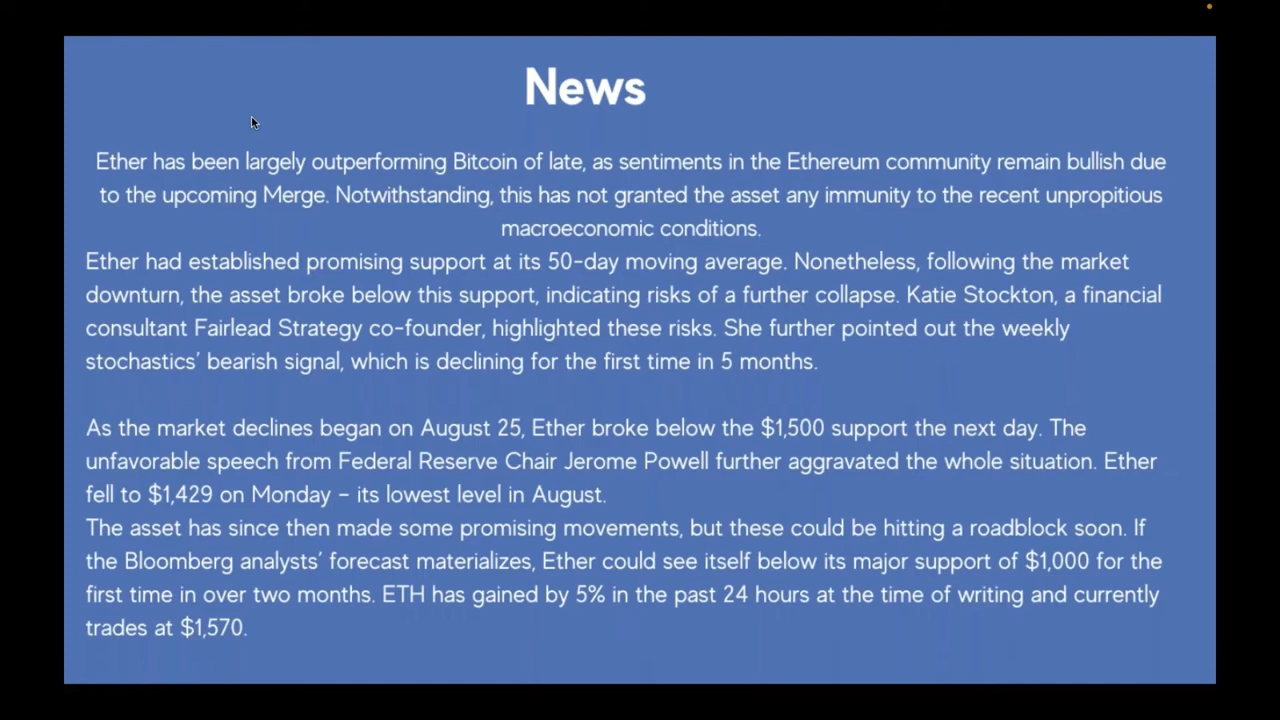 News
Ether has been largely outperforming Bitcoin of late, as sentiments in the Ethereum community remain bullish due
to the upcoming Merge. Notwithstanding, this has not granted the asset any immunity to the recent unpropitious
macroeconomic conditions.
Ether had established promising support at its 50-day moving average. Nonetheless, following the market
downturn, the asset broke below this support, indicating risks of a further collapse. Katie Stockton, a financial
consultant Fairlead Strategy co-founder, highlighted these risks. She further pointed out the weekly
stochastics’ bearish signal, which is declining for the first time in 5 months.
As the market declines began on August 25, Ether broke below the $1,500 support the next day. The
unfavorable speech from Federal Reserve Chair Jerome Powell further aggravated the whole situation. Ether
fell to $1,429 on Monday – its lowest level in August.
The asset has since then made some promising movements, but these could be hitting a roadblock soon. If
the Bloomberg analysts’ forecast materializes, Ether could see itself below its major support of $1,000 for the
first time in over two months. ETH has gained by 5% in the past 24 hours at the time of writing and currently
trades at $1,570.